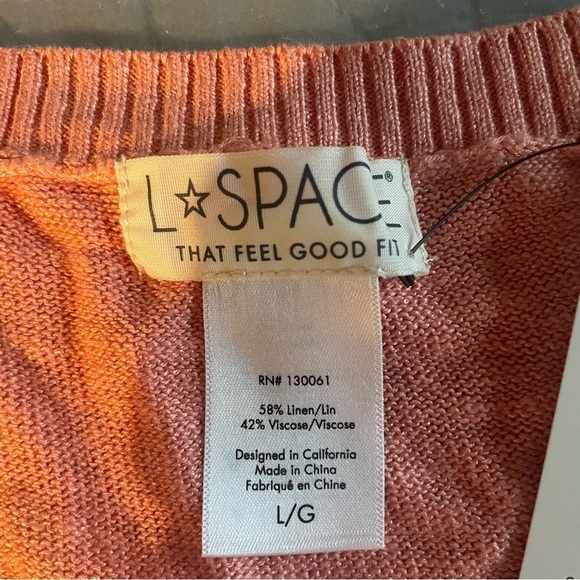 L☆SPACE®
THAT FEEL GOOD FIT
RN# 130061
58% Linen/Lin
42% Viscose/Viscose
Designed in California
Made in China
Fabriqué en Chine
L/G